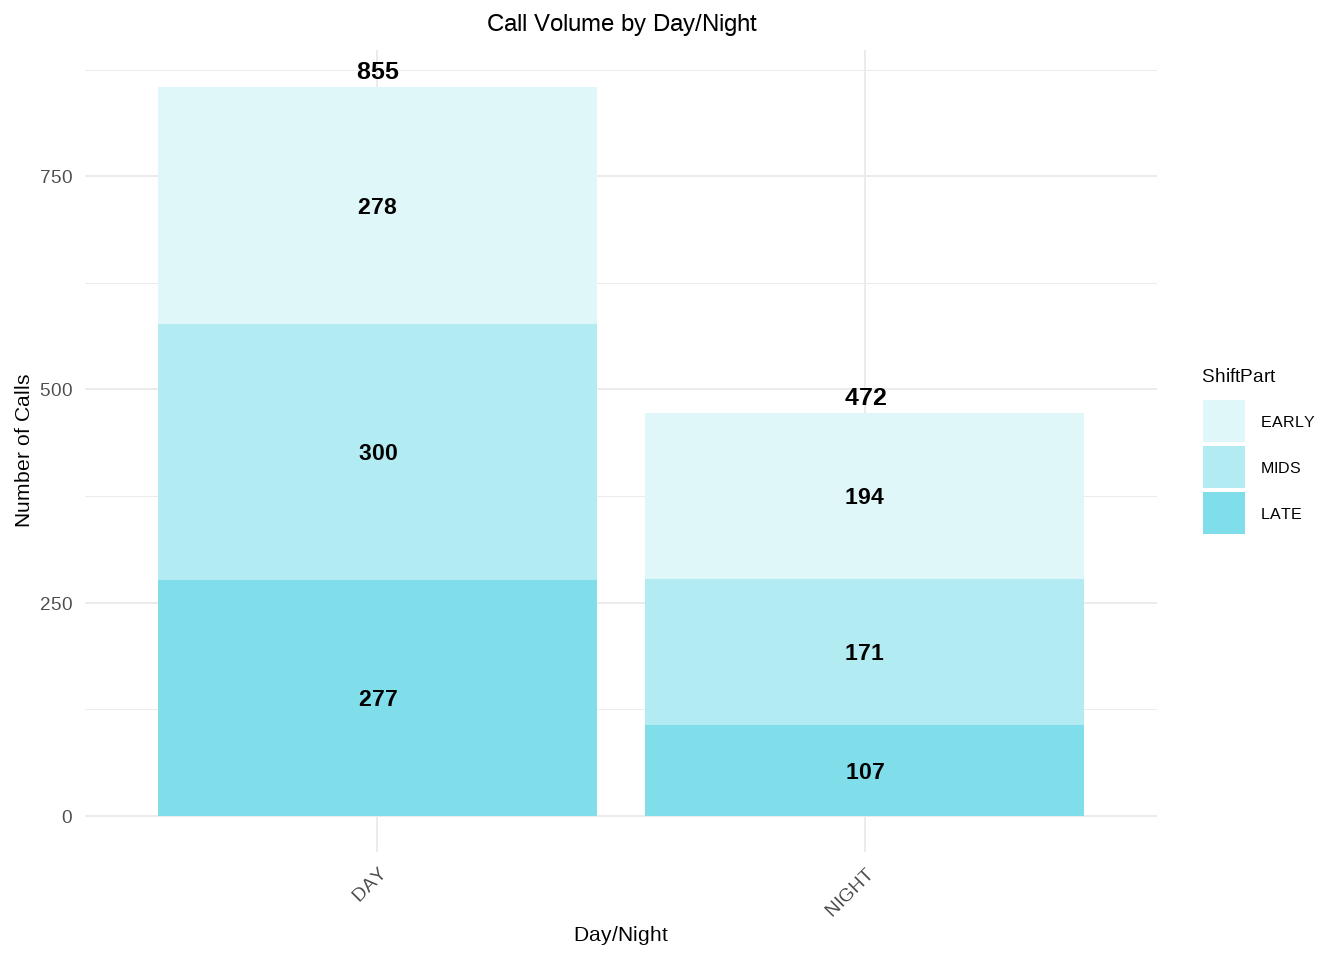 Call Volume by Day/Night
855
750
278
Number of Calls
500
472
300
194
250
171
277
107
0
DAY
NIGHT
Day/Night
ShiftPart
EARLY
MIDS
LATE